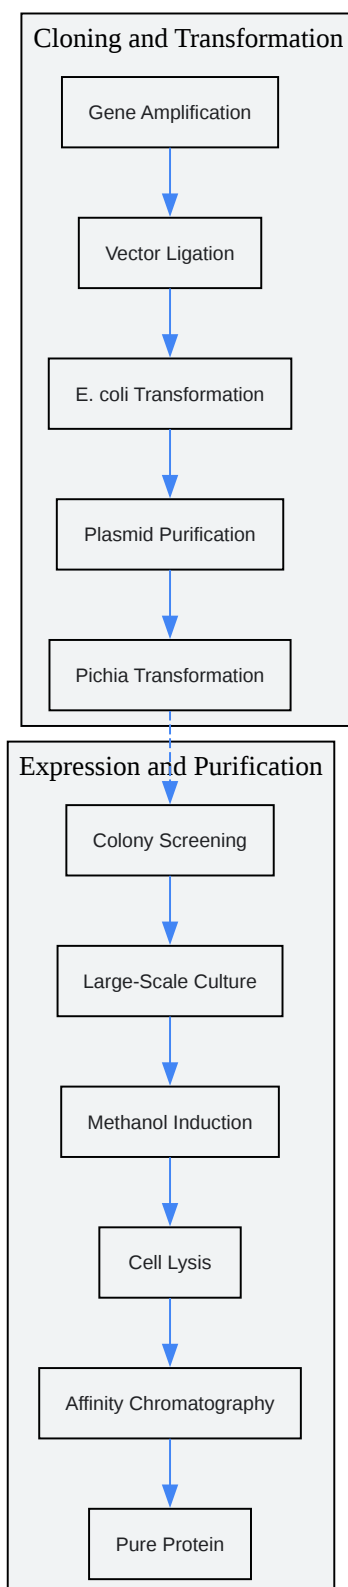 Cloning and Transformation
Gene Amplification
Vector Ligation
E. coli Transformation
Plasmid Purification
Pichia Transformation
Expression and Purification
Colony Screening
Large-Scale Culture
Methanol Induction
Cell Lysis
Affinity Chromatography
Pure Protein